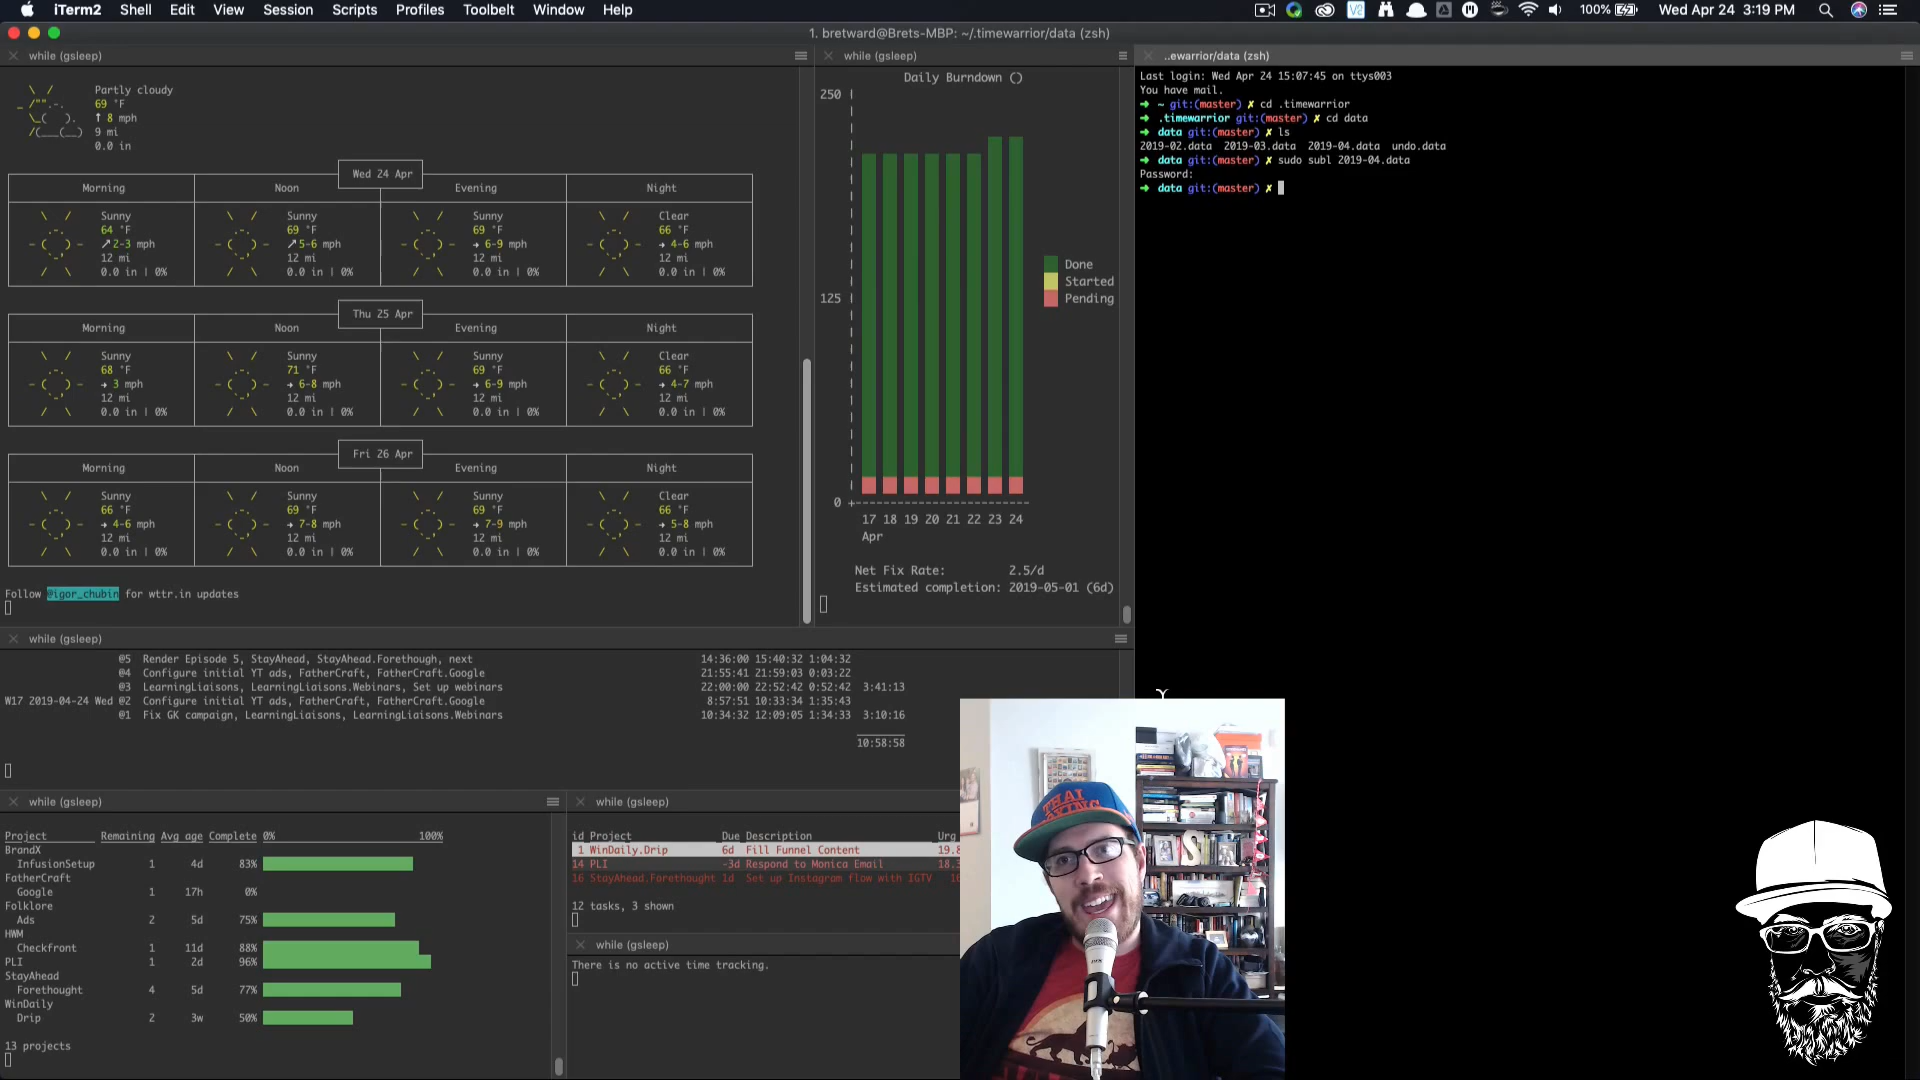 iTerm2 Shell Edit View Session Scripts Profiles Toolbelt Window Help 100% Wed Apr 24 3:19 PM
1. bretward@Brets-MBP: ~/.timewarrior/data (zsh)
while (gsleep)
Partly cloudy
69 °F
↑ 8 mph
9 mi
0.0 in
Wed 24 Apr
Morning Noon Evening Night
Sunny Sunny Sunny Clear
64 °F 69 °F 69 °F 66 °F
↗2-3 mph ↗5-6 mph → 6-9 mph → 4-6 mph
12 mi 12 mi 12 mi 12 mi
0.0 in | 0% 0.0 in | 0% 0.0 in | 0% 0.0 in | 0%
Thu 25 Apr
Morning Noon Evening Night
Sunny Sunny Sunny Clear
68 °F 71 °F 69 °F 66 °F
→ 3 mph → 6-8 mph → 6-9 mph → 4-7 mph
12 mi 12 mi 12 mi 12 mi
0.0 in | 0% 0.0 in | 0% 0.0 in | 0% 0.0 in | 0%
Fri 26 Apr
Morning Noon Evening Night
Sunny Sunny Sunny Clear
66 °F 69 °F 69 °F 66 °F
→ 4-6 mph → 7-8 mph → 7-9 mph → 5-8 mph
12 mi 12 mi 12 mi 12 mi
0.0 in | 0% 0.0 in | 0% 0.0 in | 0% 0.0 in | 0%
Follow @igor_chubin for wttr.in updates
while (gsleep)
Daily Burndown ()
250
125
0
Done
Started
Pending
17 18 19 20 21 22 23 24
Apr
Net Fix Rate: 2.5/d
Estimated completion: 2019-05-01 (6d)
..ewarrior/data (zsh)
Last login: Wed Apr 24 15:07:45 on ttys003
You have mail.
➜ ~ git:(master) ✗ cd .timewarrior
➜ .timewarrior git:(master) ✗ cd data
➜ data git:(master) ✗ ls
2019-02.data 2019-03.data 2019-04.data undo.data
➜ data git:(master) ✗ sudo subl 2019-04.data
Password:
➜ data git:(master) ✗
while (gsleep)
@5 Render Episode 5, StayAhead, StayAhead.Forethough, next 14:36:00 15:40:32 1:04:32
@4 Configure initial YT ads, FatherCraft, FatherCraft.Google 21:55:41 21:59:03 0:03:22
@3 LearningLiaisons, LearningLiaisons.Webinars, Set up webinars 22:00:00 22:52:42 0:52:42 3:41:13
W17 2019-04-24 Wed @2 Configure initial YT ads, FatherCraft, FatherCraft.Google 8:57:51 10:33:34 1:35:43
@1 Fix GK campaign, LearningLiaisons, LearningLiaisons.Webinars 10:34:32 12:09:05 1:34:33 3:10:16
10:58:58
while (gsleep)
Project Remaining Avg age Complete 0% 100%
BrandX
InfusionSetup 1 4d 83%
FatherCraft
Google 1 17h 0%
Folklore
Ads 2 5d 75%
HWM
Checkfront 1 11d 88%
PLI 1 2d 96%
StayAhead
Forethought 4 5d 77%
WinDaily
Drip 2 3w 50%
13 projects
while (gsleep)
id Project Due Description Urg
1 WinDaily.Drip 6d Fill Funnel Content 19.8
14 PLI -3d Respond to Monica Email 18.3
16 StayAhead.Forethought 1d Set up Instagram flow with IGTV
12 tasks, 3 shown
while (gsleep)
There is no active time tracking.
THAI